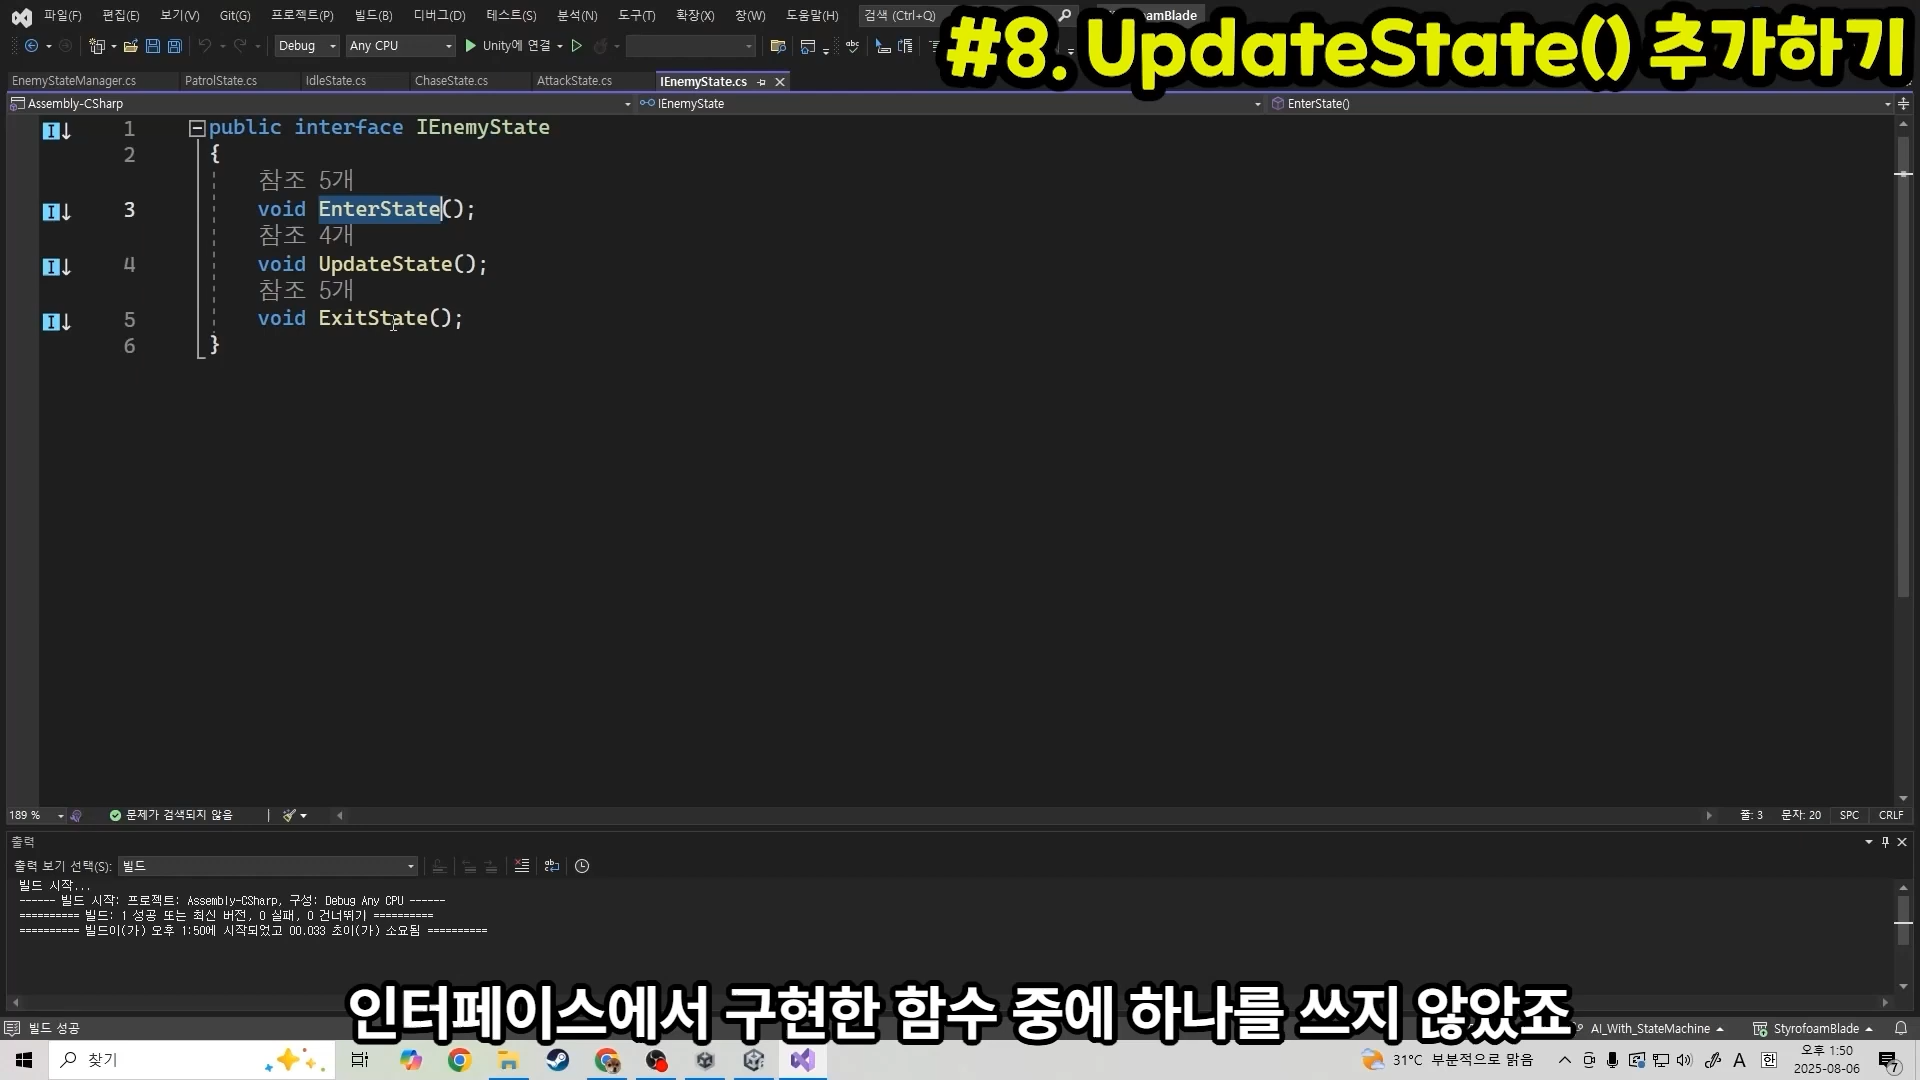 파일(F) 편집(E) 보기(V) Git(G) 프로젝트(P) 빌드(B) 디버그(D) 테스트(S) 분석(N) 도구(T) 확장(X) 창(W) 도움말(H) 검색 (Ctrl+Q)
#8. UpdateState() 추가하기
Debug Any CPU Unity에 연결
EnemyStateManager.cs PatrolState.cs IdleState.cs ChaseState.cs AttackState.cs IEnemyState.cs
Assembly-CSharp IEnemyState EnterState()
1 public interface IEnemyState
2 {
참조 5개
3 void EnterState();
참조 4개
4 void UpdateState();
참조 5개
5 void ExitState();
6 }
189 % 문제가 검색되지 않음 줄: 3 문자: 20 SPC CRLF
출력
출력 보기 선택(S): 빌드
빌드 시작...
------ 빌드 시작: 프로젝트: Assembly-CSharp, 구성: Debug Any CPU ------
========== 빌드: 1 성공 또는 최신 버전, 0 실패, 0 건너뛰기 ==========
========== 빌드이(가) 오후 1:50에 시작되었고 00.033 초이(가) 소요됨 ==========
인터페이스에서 구현한 함수 중에 하나를 쓰지 않았죠
빌드 성공 AI_With_StateMachine StyrofoamBlade
찾기 31°C 부분적으로 맑음 A 한 오후 1:50
2025-08-06 7